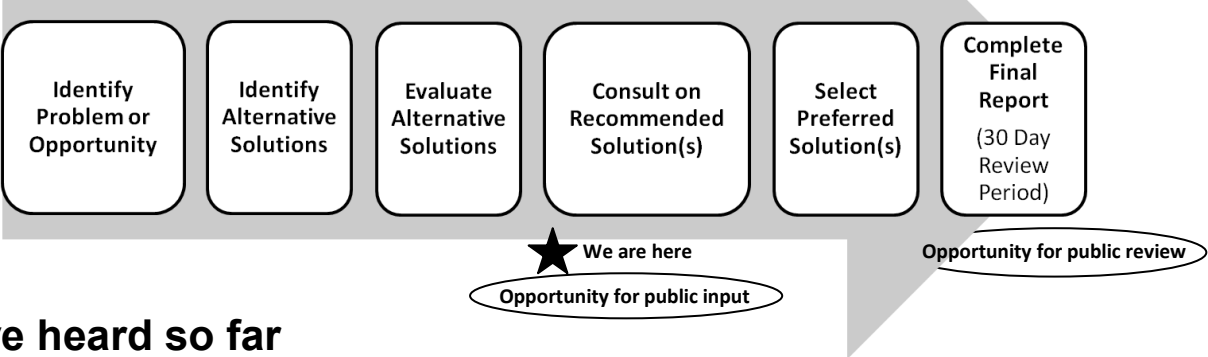 Identify
Problem or
Opportunity
Identify
Alternative
Solutions
Evaluate
Alternative
Solutions
Consult on
Recommended
Solution(s)
Select
Preferred
Solution(s)
Complete
Final
Report
(30 Day
Review
Period)
We are here
Opportunity for public input
Opportunity for public review
e heard so far